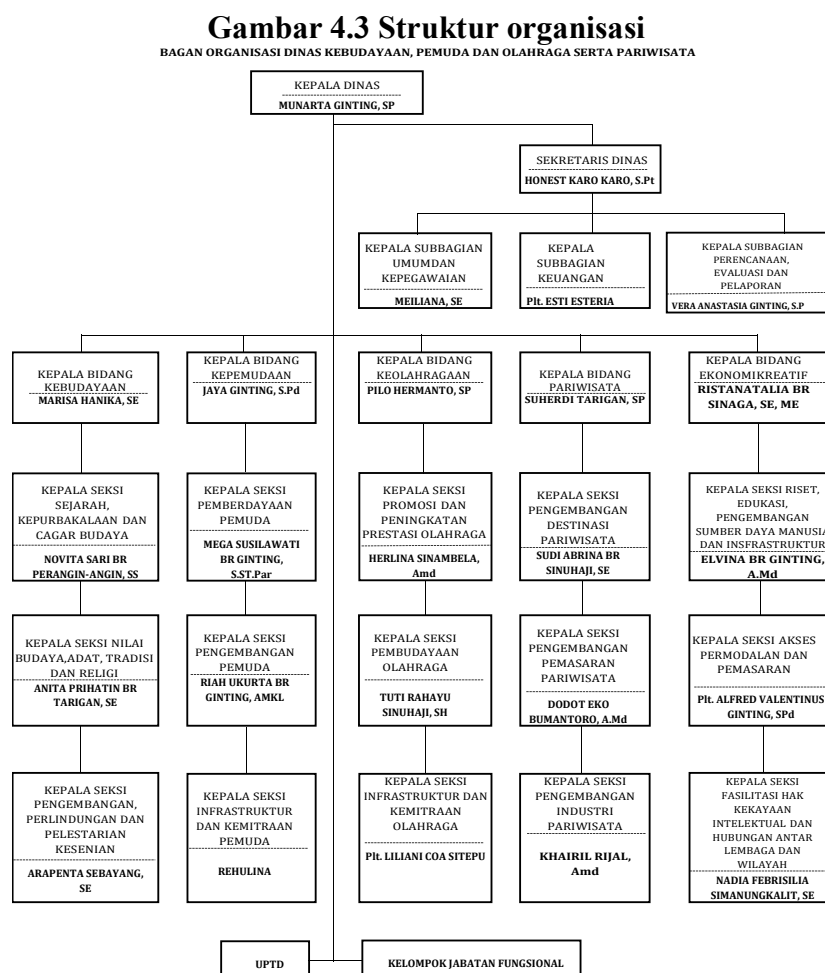 Gambar 4.3 Struktur organisasi
BAGAN ORGANISASI DINAS KEBUDAYAAN, PEMUDA DAN OLAHRAGA SERTA PARIWISATA
KEPALA DINAS
MUNARTA GINTING, SP
SEKRETARIS DINAS
HONEST KARO KARO, S.Pt
KEPALA SUBBAGIAN
UMUMDAN
KEPEGAWAIAN
MEILIANA, SE
KEPALA
SUBBAGIAN
KEUANGAN
Plt. ESTI ESTERIA
KEPALA SUBBAGIAN
PERENCANAAN,
EVALUASI DAN
PELAPORAN
VERA ANASTASIA GINTING, S.P
KEPALA BIDANG
KEBUDAYAAN
MARISA HANIKA, SE
KEPALA BIDANG
KEPEMUDAAN
JAYA GINTING, S.Pd
KEPALA BIDANG
KEOLAHRAGAAN
PILO HERMANTO, SP
KEPALA BIDANG
PARIWISATA
SUHERDI TARIGAN, SP
KEPALA BIDANG
EKONOMIKREATIF
RISTANATALIA BR
SINAGA, SE, ME
KEPALA SEKSI
SEJARAH,
KEPURBAKALAAN DAN
CAGAR BUDAYA
NOVITA SARI BR
PERANGIN-ANGIN, SS
KEPALA SEKSI
PEMBERDAYAAN
PEMUDA
MEGA SUSILAWATI
BR GINTING,
S.ST.Par
KEPALA SEKSI
PROMOSI DAN
PENINGKATAN
PRESTASI OLAHRAGA
HERLINA SINAMBELA,
Amd
KEPALA SEKSI
PENGEMBANGAN
DESTINASI
PARIWISATA
SUDI ABRINA BR
SINUHAJI, SE
KEPALA SEKSI RISET,
EDUKASI,
PENGEMBANGAN
SUMBER DAYA MANUSIA
DAN INSFRASTRUKTUR
ELVINA BR GINTING,
A.Md
KEPALA SEKSI NILAI
BUDAYA,ADAT, TRADISI
DAN RELIGI
ANITA PRIHATIN BR
TARIGAN, SE
KEPALA SEKSI
PENGEMBANGAN
PEMUDA
RIAH UKURTA BR
GINTING, AMKL
KEPALA SEKSI
PEMBUDAYAAN
OLAHRAGA
TUTI RAHAYU
SINUHAJI, SH
KEPALA SEKSI
PENGEMBANGAN
PEMASARAN
PARIWISATA
DODOT EKO
BUMANTORO, A.Md
KEPALA SEKSI AKSES
PERMODALAN DAN
PEMASARAN
Plt. ALFRED VALENTINUS
GINTING, SPd
KEPALA SEKSI
PENGEMBANGAN,
PERLINDUNGAN DAN
PELESTARIAN
KESENIAN
ARAPENTA SEBAYANG,
SE
KEPALA SEKSI
INFRASTRUKTUR
DAN KEMITRAAN
PEMUDA
REHULINA
KEPALA SEKSI
INFRASTRUKTUR DAN
KEMITRAAN
OLAHRAGA
Plt. LILIANI COA SITEPU
KEPALA SEKSI
PENGEMBANGAN
INDUSTRI
PARIWISATA
KHAIRIL RIJAL,
Amd
KEPALA SEKSI
FASILITASI HAK
KEKAYAAN
INTELEKTUAL DAN
HUBUNGAN ANTAR
LEMBAGA DAN
WILAYAH
NADIA FEBRISILIA
SIMANUNGKALIT, SE
UPTD
KELOMPOK JABATAN FUNGSIONAL